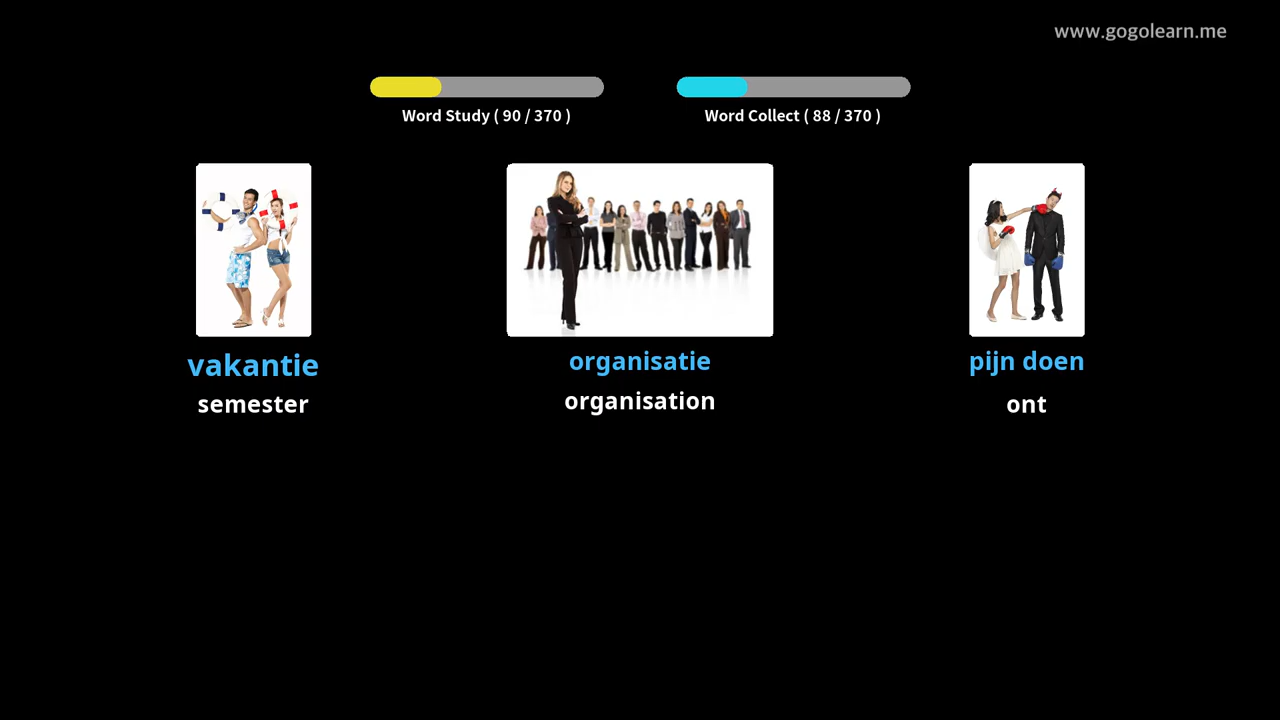 www.gogolearn.me
Word Study ( 90 / 370 )
Word Collect ( 88 / 370 )
vakantie
semester
organisatie
organisation
pijn doen
ont